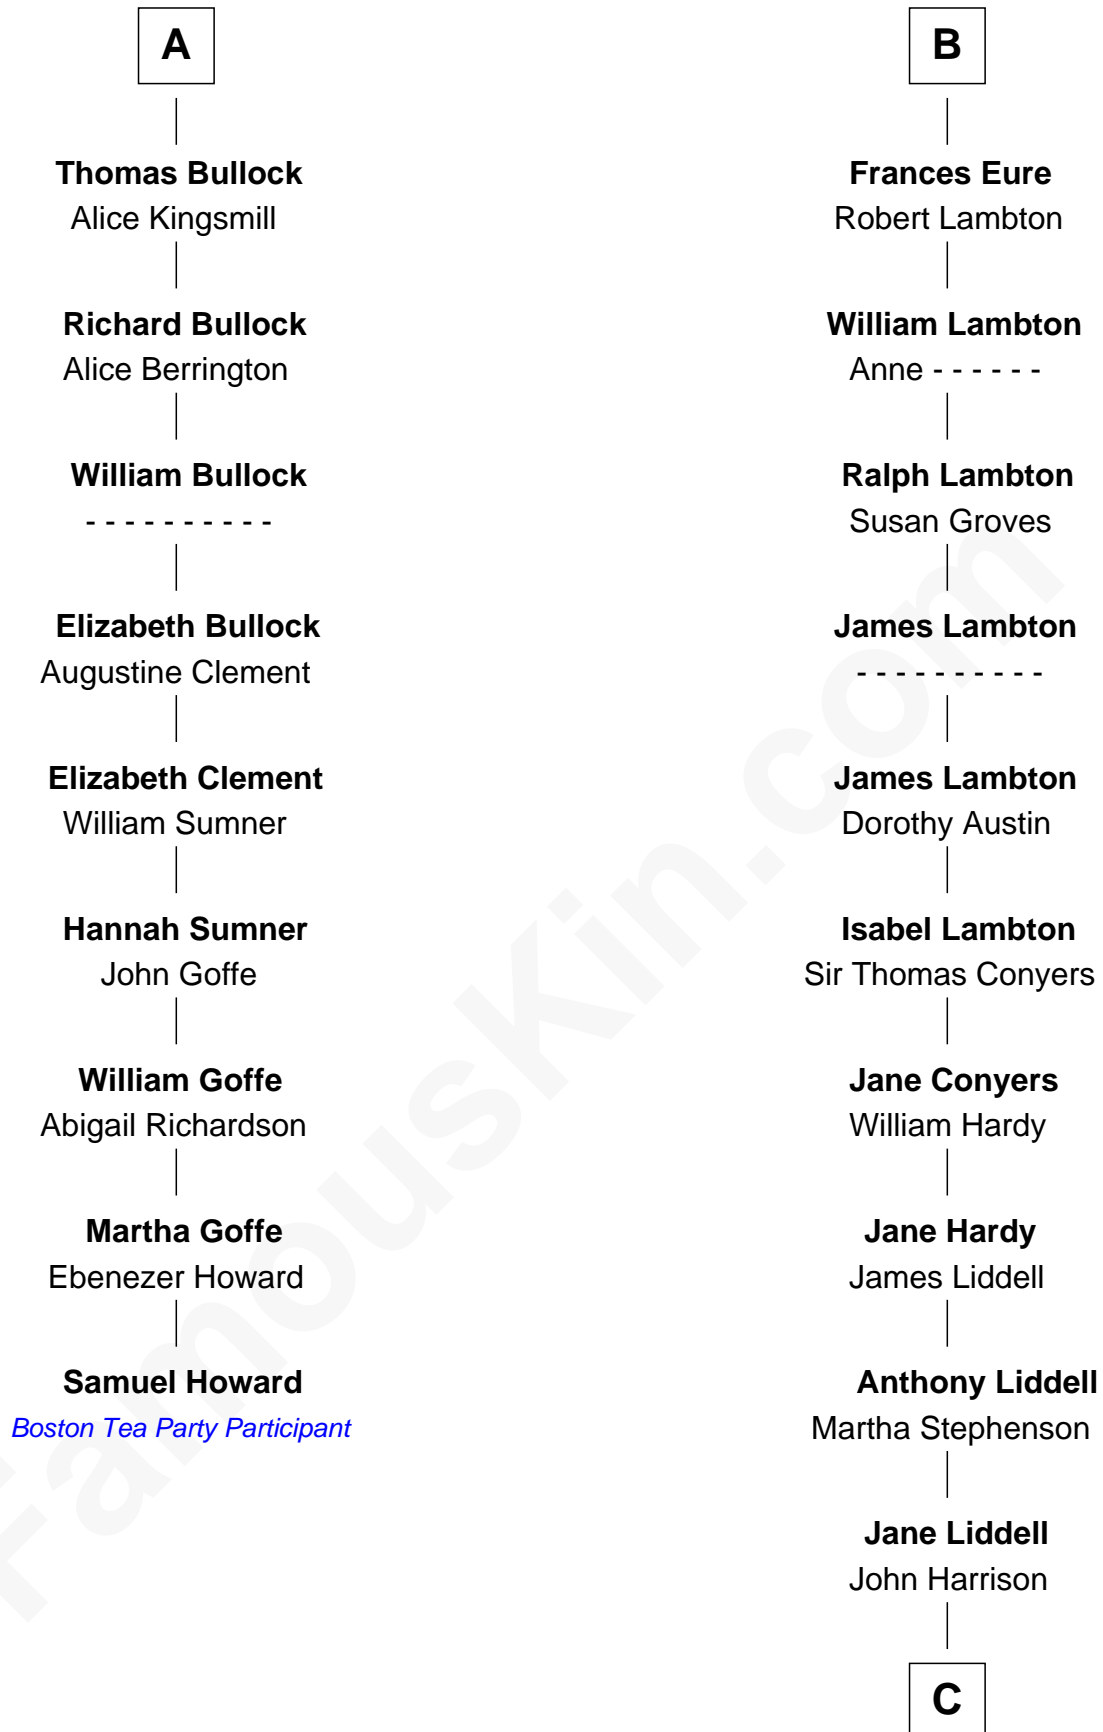 A
Thomas Bullock
Alice Kingsmill
Richard Bullock
Alice Berrington
William Bullock
- - - - - - - - - -
Elizabeth Bullock
Augustine Clement
Elizabeth Clement
William Sumner
Hannah Sumner
John Goffe
William Goffe
Abigail Richardson
Martha Goffe
Ebenezer Howard
Samuel Howard
Boston Tea Party Participant
B
Frances Eure
Robert Lambton
William Lambton
Anne - - - - - -
Ralph Lambton
Susan Groves
James Lambton
- - - - - - - - - -
James Lambton
Dorothy Austin
Isabel Lambton
Sir Thomas Conyers
Jane Conyers
William Hardy
Jane Hardy
James Liddell
Anthony Liddell
Martha Stephenson
Jane Liddell
John Harrison
C
FamousKin.com